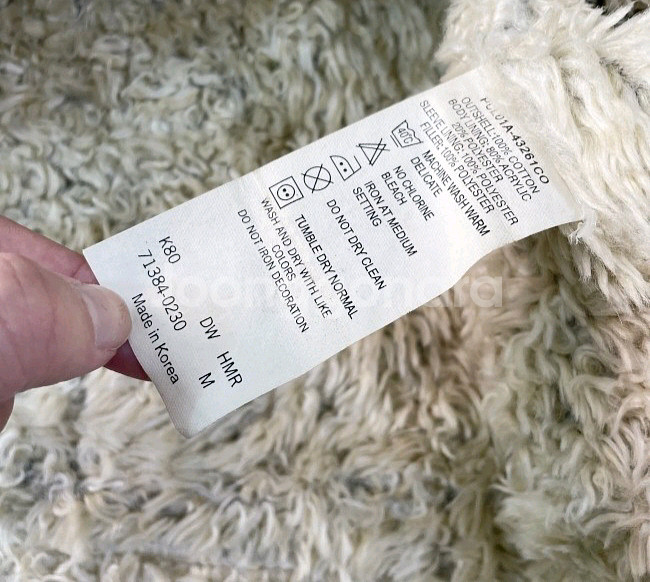 OUTSHELL:100% COTTON
BODY LINING: 80% ACRYLIC
20% POLYESTER
SLEEVE LINING: 100% POLYESTER
FILLER: 100% POLYESTER
40°C
MACHINE WASH WARM
DELICATE
NO CHLORINE
BLEACH
IRON AT MEDIUM
SETTING
DO NOT DRY CLEAN
TUMBLE DRY NORMAL
WASH AND DRY WITH LIKE
COLORS
DO NOT IRON DECORATION
K80
71384-0230
DW HMR
Made in Korea M